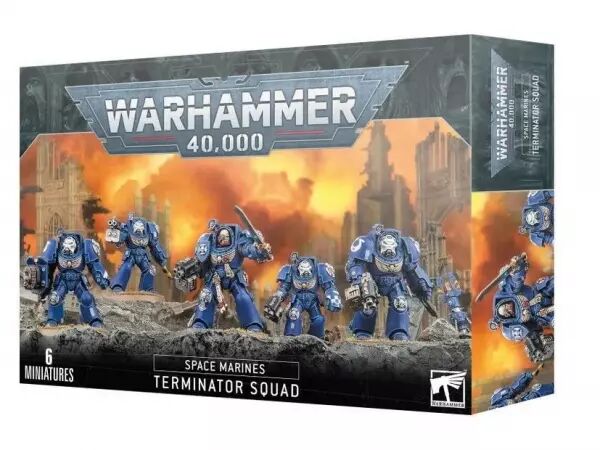 WARHAMMER
40,000
6
MINIATURES
SPACE MARINES
TERMINATOR SQUAD
WARHAMMER
WARHAMMER
40,000
SPACE MARINES
TERMINATOR SQUAD